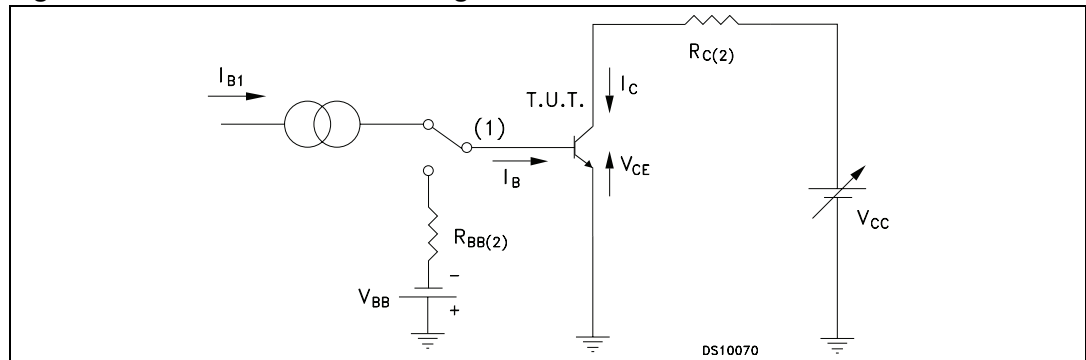 I_B1
R_C(2)
I_C
T.U.T.
(1)
I_B
V_CE
V_CC
R_BB(2)
V_BB
−
+
DS10070